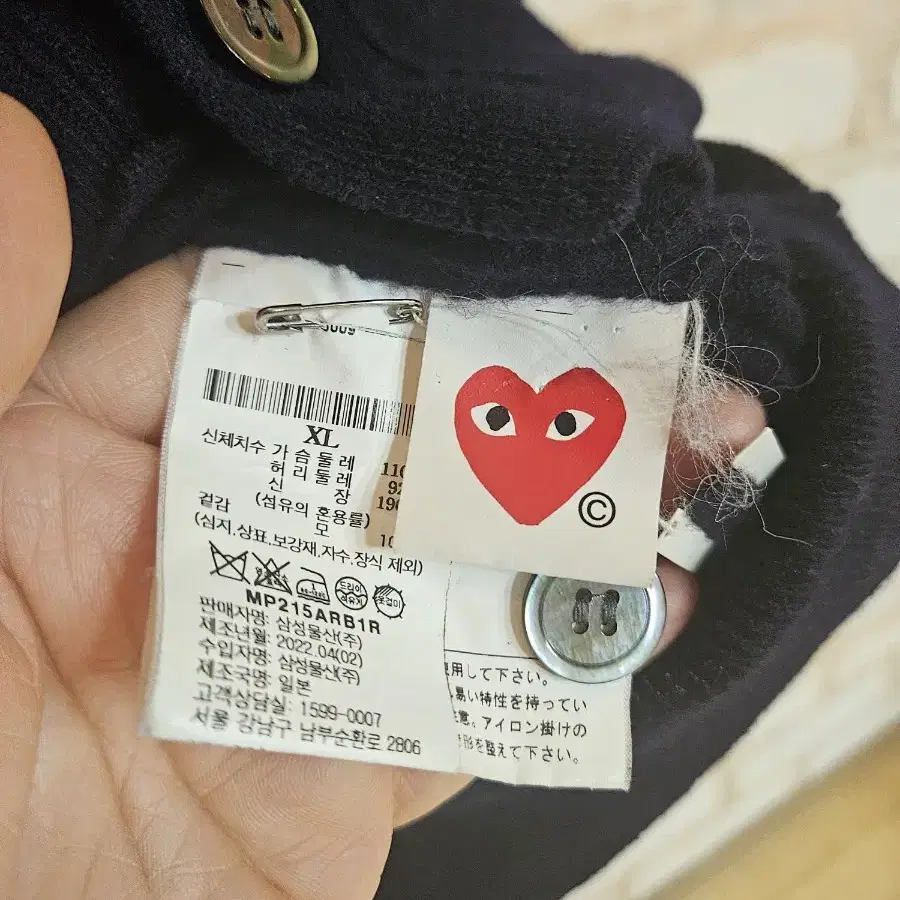 XL
신체치수 가슴둘레 110
허리둘레 92
신 장
겉감 (섬유의 혼용률)
모
(심지,상표,보강재,자수,장식 제외)
MP215ARB1R
판매자명: 삼성물산(주)
제조년월: 2022.04(02)
수입자명: 삼성물산(주)
제조국명: 일본
고객상담실: 1599-0007
서울 강남구 남부순환로 2806
©
用して下さい。
易い特性を持ってい
。アイロン掛けの
形を整えて下さい。